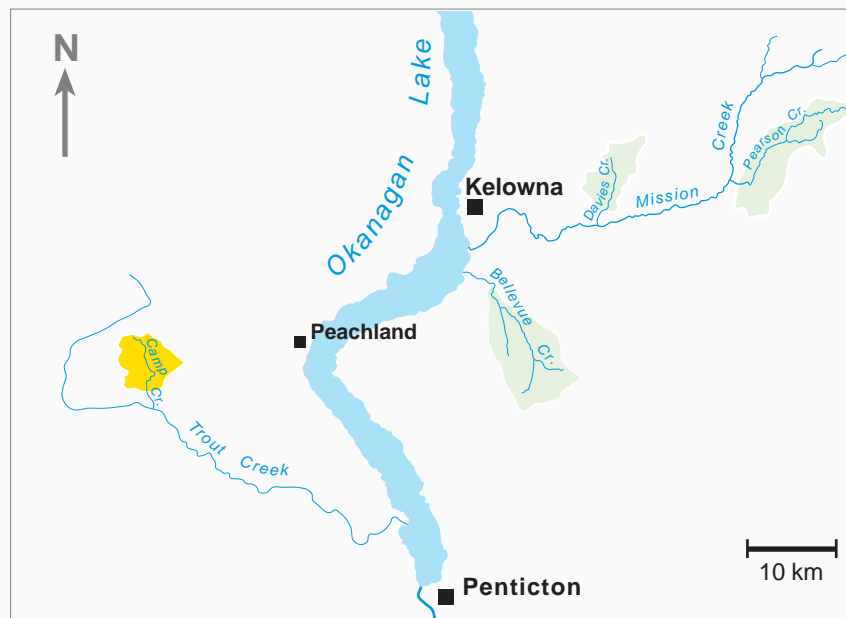 N
Okanagan Lake
Kelowna
Davies Cr.
Mission Creek
Pearson Cr.
Bellevue Cr.
Peachland
Camp Cr.
Trout Creek
10 km
Penticton